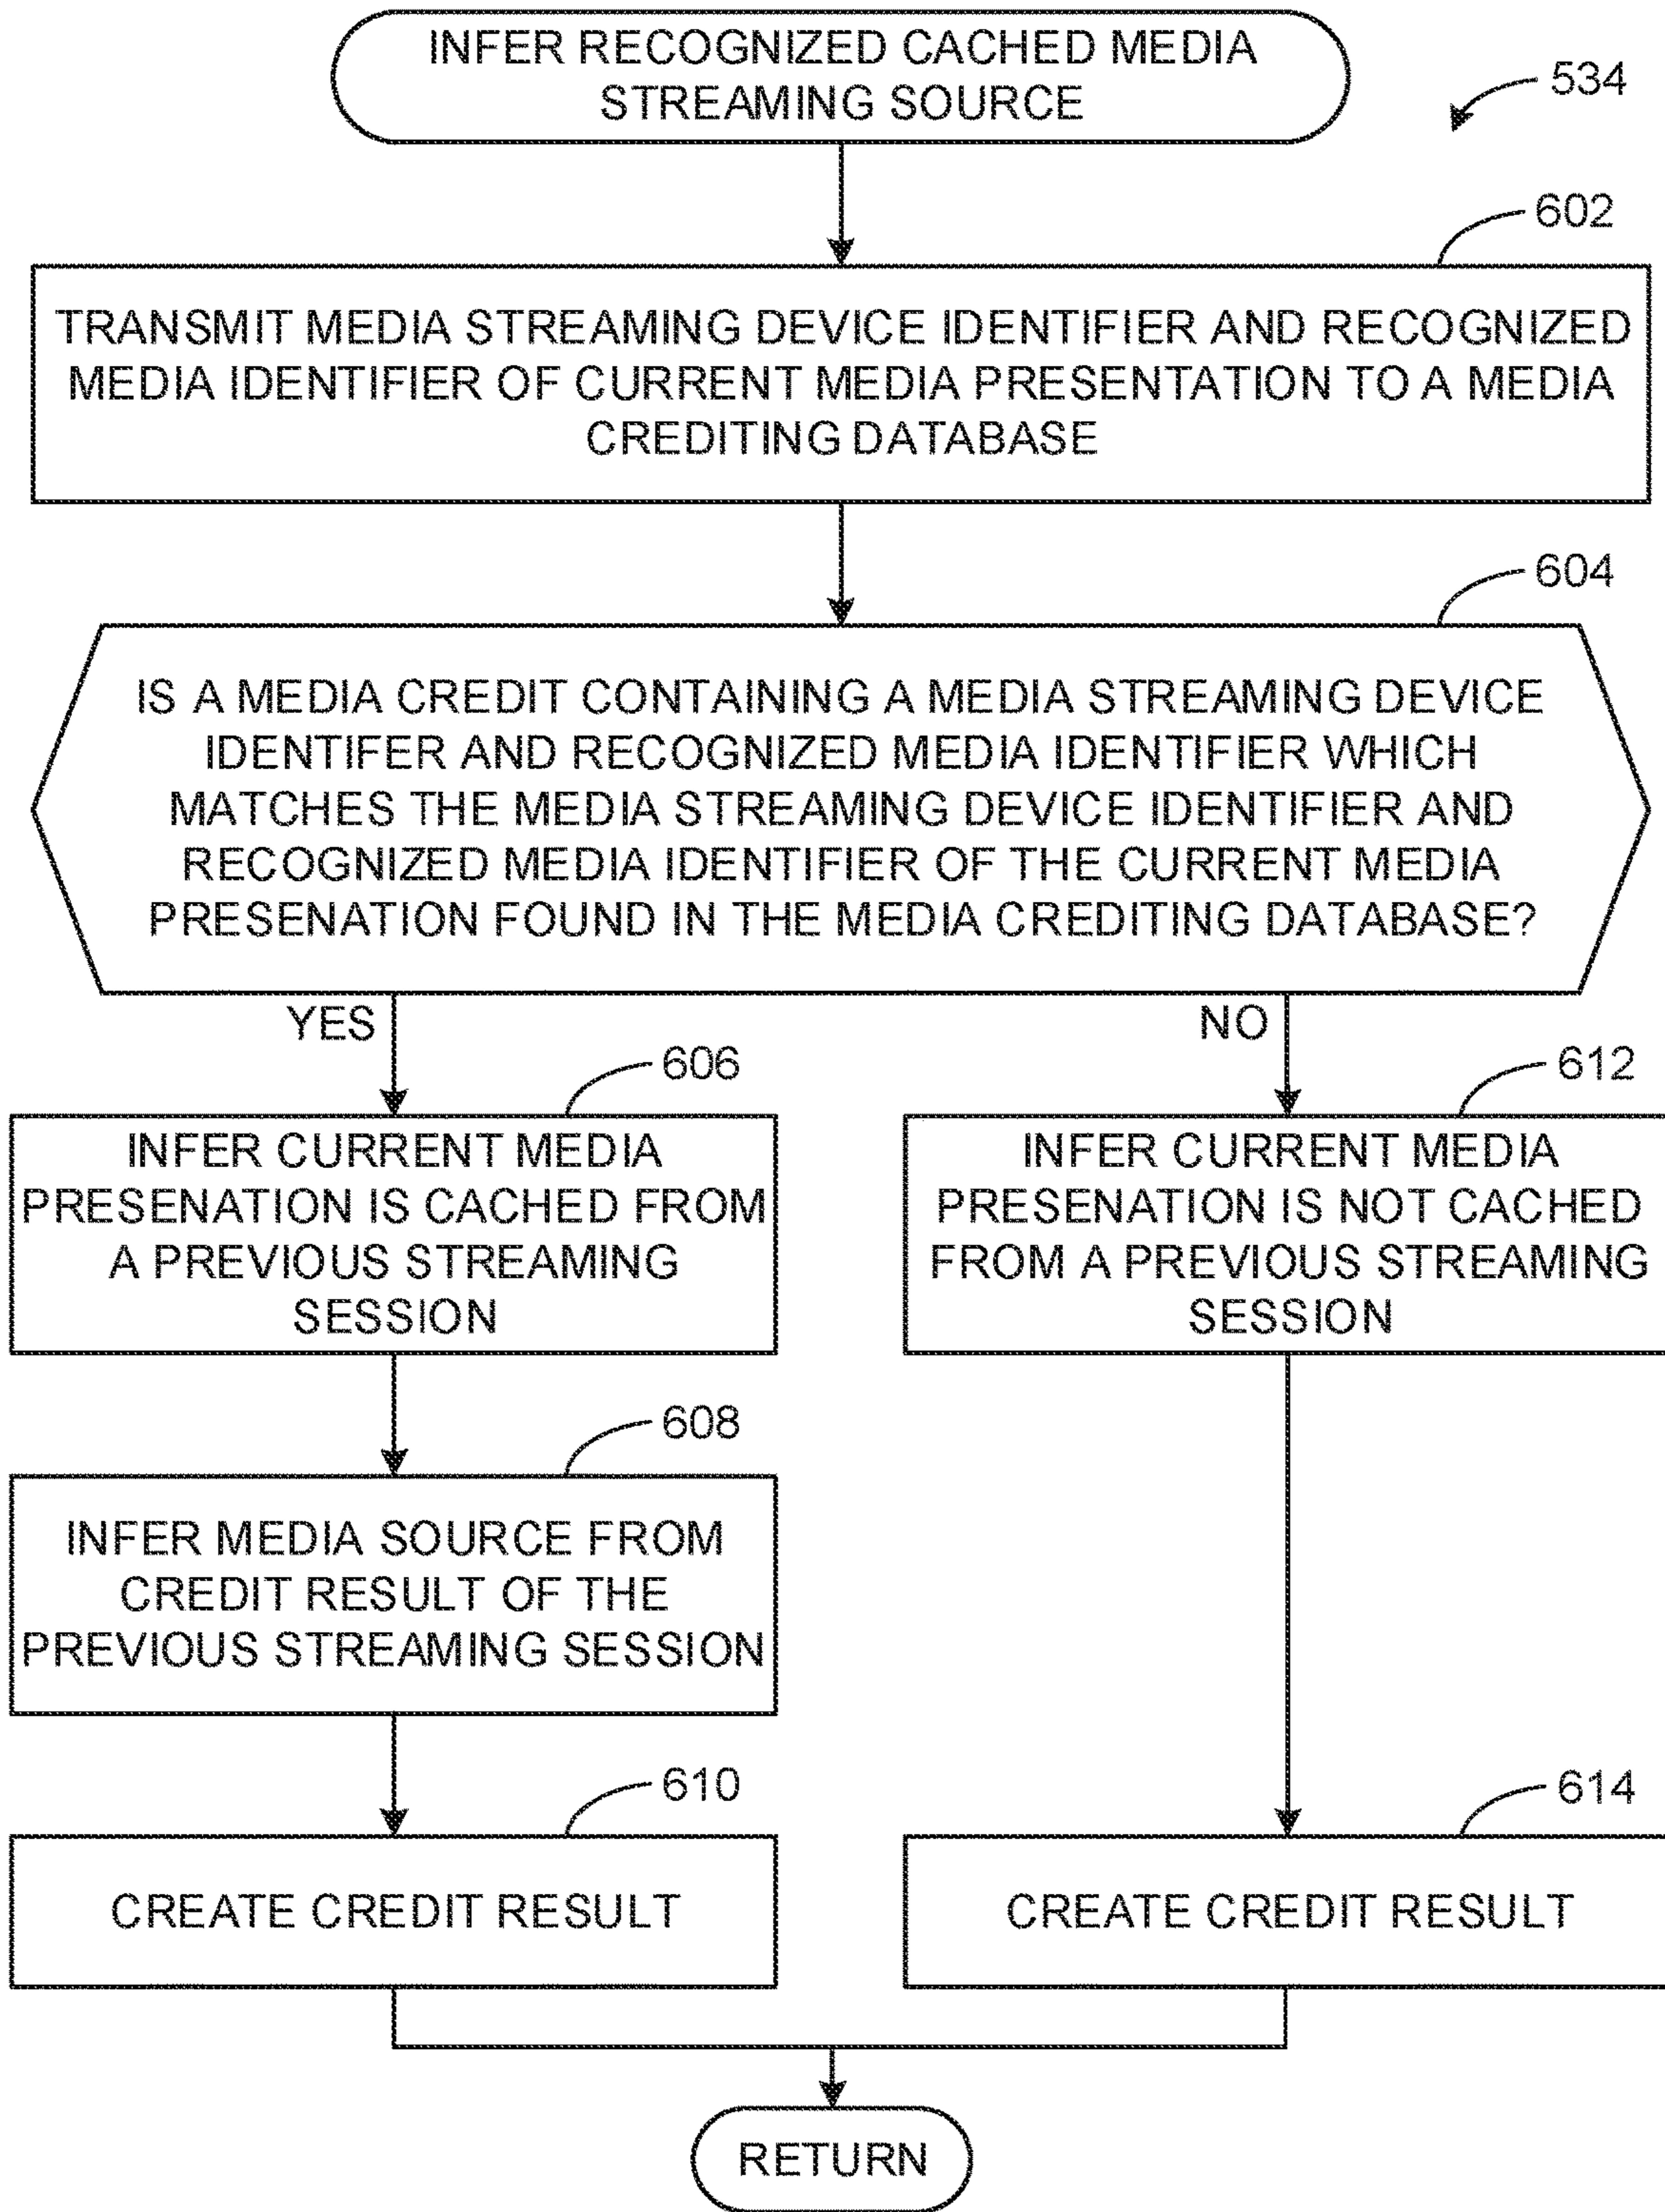 INFER RECOGNIZED CACHED MEDIA
STREAMING SOURCE
534
602
TRANSMIT MEDIA STREAMING DEVICE IDENTIFIER AND RECOGNIZED
MEDIA IDENTIFIER OF CURRENT MEDIA PRESENTATION TO A MEDIA
CREDITING DATABASE
604
IS A MEDIA CREDIT CONTAINING A MEDIA STREAMING DEVICE
IDENTIFER AND RECOGNIZED MEDIA IDENTIFIER WHICH
MATCHES THE MEDIA STREAMING DEVICE IDENTIFIER AND
RECOGNIZED MEDIA IDENTIFIER OF THE CURRENT MEDIA
PRESENATION FOUND IN THE MEDIA CREDITING DATABASE?
YES
606
INFER CURRENT MEDIA
PRESENATION IS CACHED FROM
A PREVIOUS STREAMING
SESSION
608
INFER MEDIA SOURCE FROM
CREDIT RESULT OF THE
PREVIOUS STREAMING SESSION
610
CREATE CREDIT RESULT
NO
612
INFER CURRENT MEDIA
PRESENATION IS NOT CACHED
FROM A PREVIOUS STREAMING
SESSION
614
CREATE CREDIT RESULT
RETURN